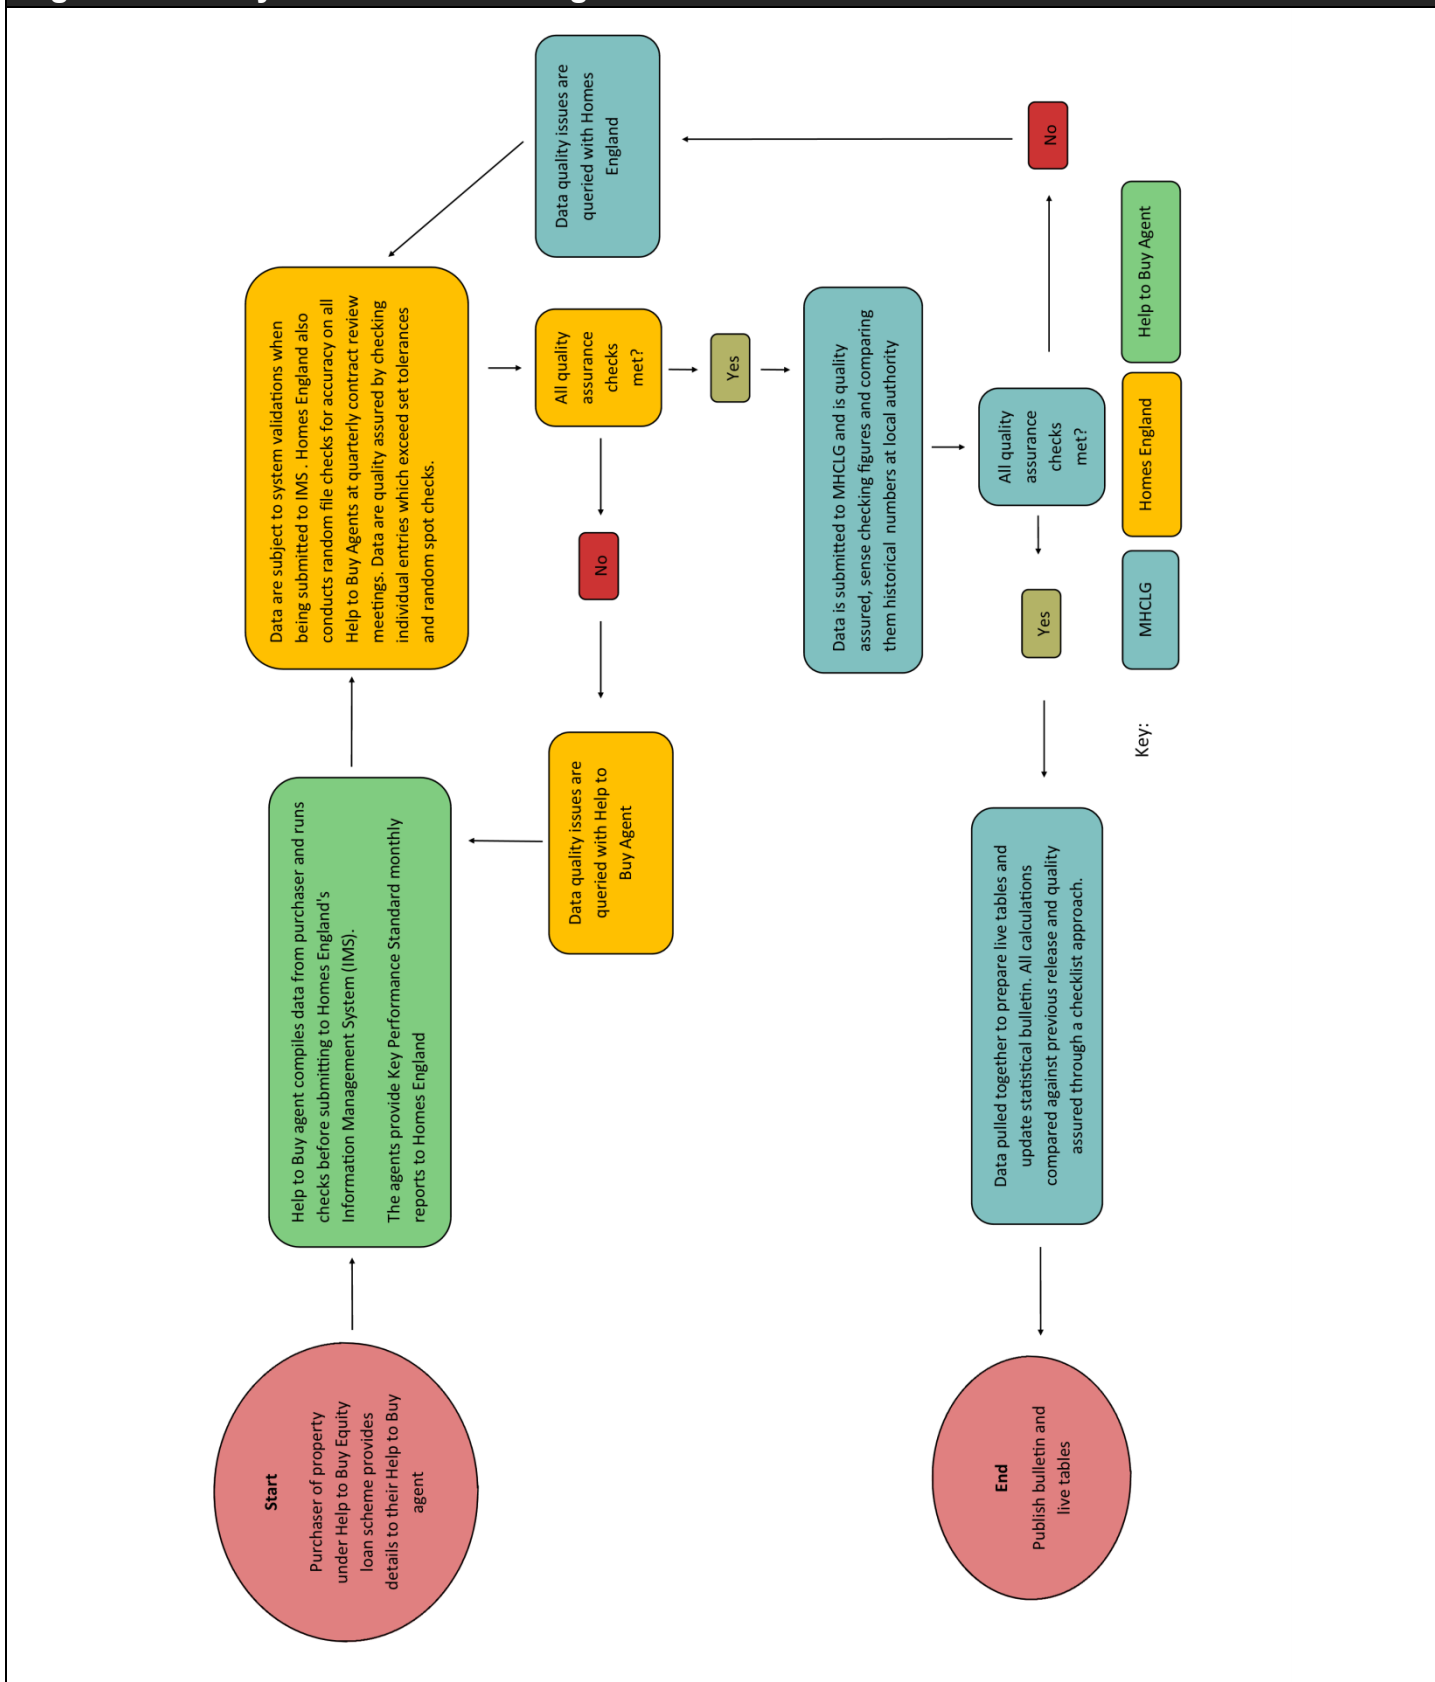 Start
Purchaser of property
under Help to Buy Equity
loan scheme provides
details to their Help to Buy
agent
Help to Buy agent compiles data from purchaser and runs
checks before submitting to Homes England's
Information Management System (IMS).
The agents provide Key Performance Standard monthly
reports to Homes England
Data are subject to system validations when
being submitted to IMS . Homes England also
conducts random file checks for accuracy on all
Help to Buy Agents at quarterly contract review
meetings. Data are quality assured by checking
individual entries which exceed set tolerances
and random spot checks.
All quality
assurance
checks
met?
No
Data quality issues are
queried with Help to
Buy Agent
Yes
Data is submitted to MHCLG and is quality
assured, sense checking figures and comparing
them historical numbers at local authority
All quality
assurance
checks
met?
No
Data quality issues are
queried with Homes
England
Yes
Data pulled together to prepare live tables and
update statistical bulletin. All calculations
compared against previous release and quality
assured through a checklist approach.
End
Publish bulletin and
live tables
Key:
MHCLG
Homes England
Help to Buy Agent